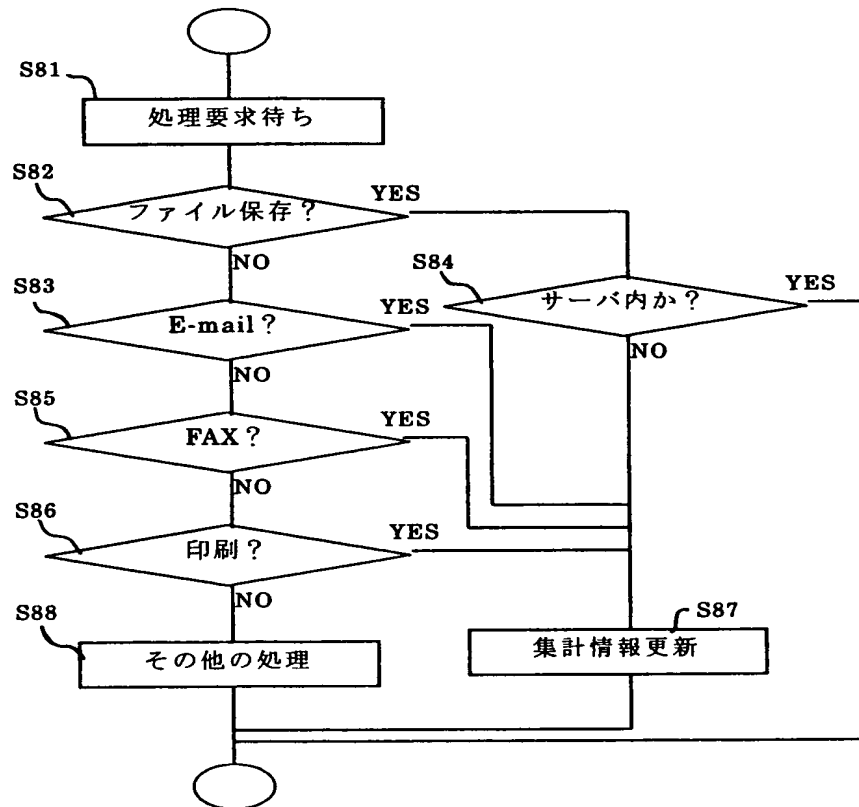 S81
処理要求待ち
S82
ファイル保存？
YES
NO
S83
E-mail？
YES
S84
サーバ内か？
YES
NO
NO
S85
FAX？
YES
NO
S86
印刷？
YES
NO
S88
その他の処理
S87
集計情報更新